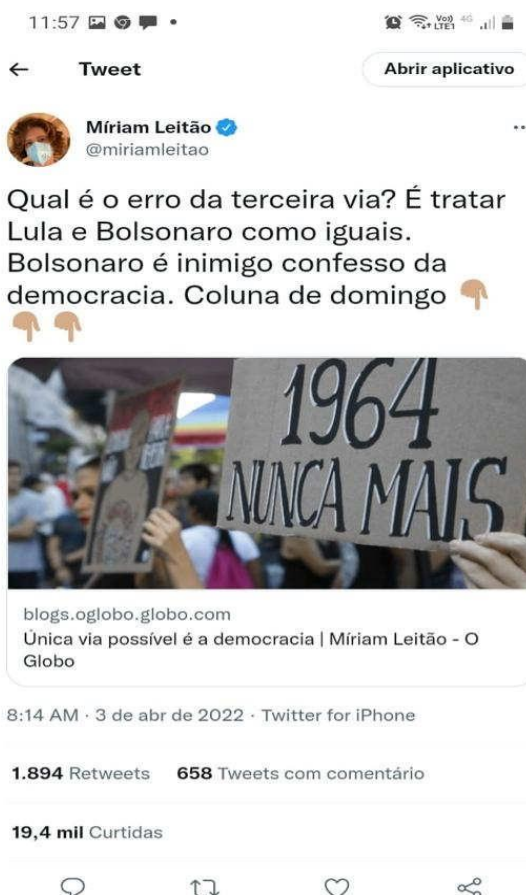 11:57
Vo)) 4G
LTE1
Tweet
Abrir aplicativo
Míriam Leitão
@miriamleitao
Qual é o erro da terceira via? É tratar
Lula e Bolsonaro como iguais.
Bolsonaro é inimigo confesso da
democracia. Coluna de domingo 👇🏽
👇🏽👇🏽
1964
NUNCA MAIS
blogs.oglobo.globo.com
Única via possível é a democracia | Míriam Leitão - O
Globo
8:14 AM · 3 de abr de 2022 · Twitter for iPhone
1.894 Retweets 658 Tweets com comentário
19,4 mil Curtidas